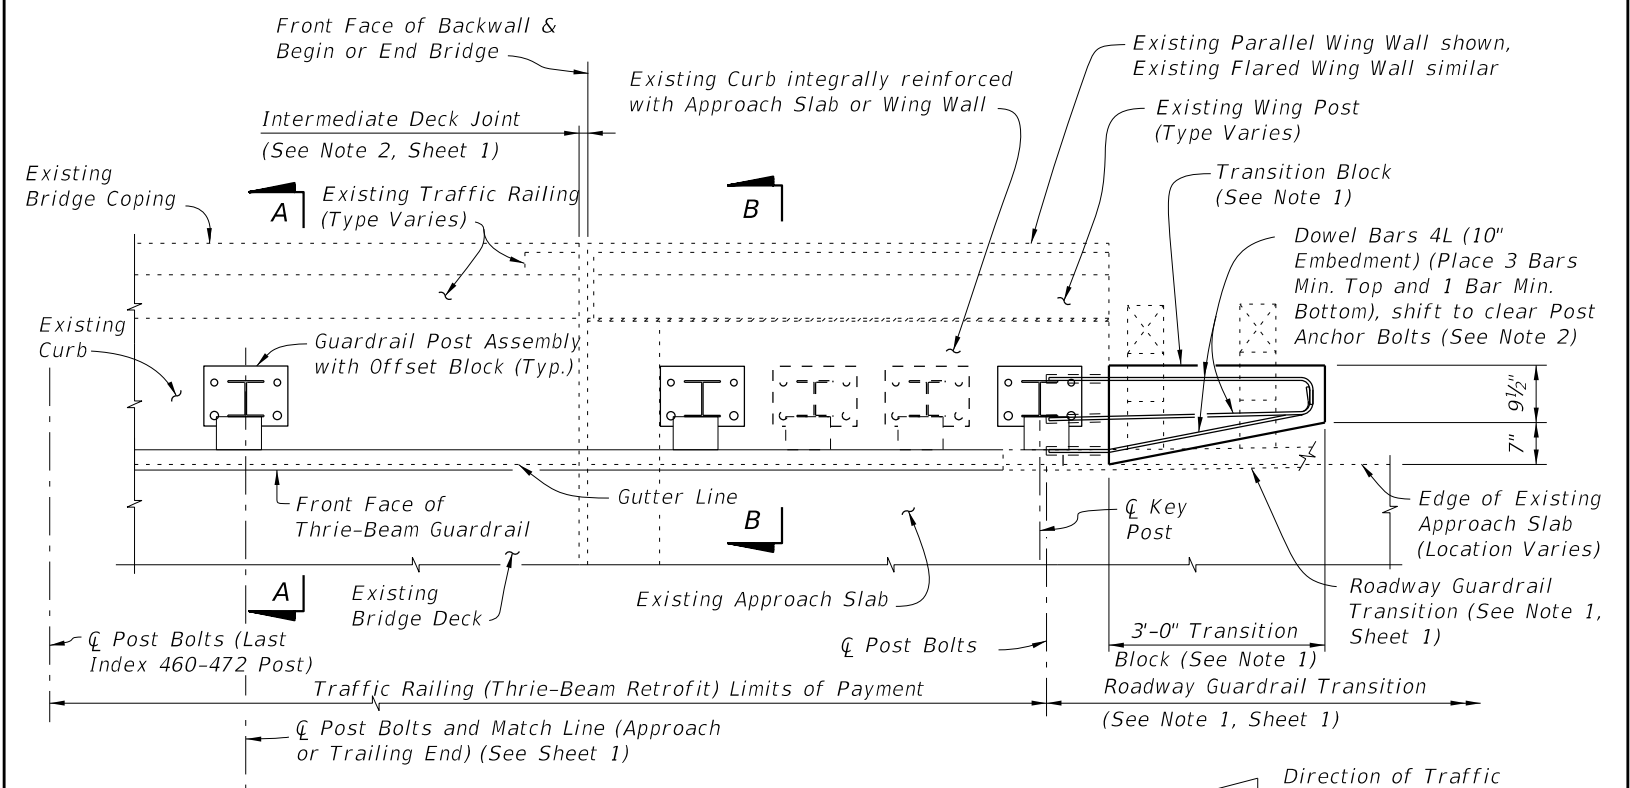 Front Face of Backwall &
Begin or End Bridge
Existing Parallel Wing Wall shown,
Existing Flared Wing Wall similar
Existing Curb integrally reinforced
with Approach Slab or Wing Wall
Existing Wing Post
(Type Varies)
Intermediate Deck Joint
(See Note 2, Sheet 1)
Transition Block
(See Note 1)
Existing
Bridge Coping
A
Existing Traffic Railing
(Type Varies)
B
Dowel Bars 4L (10"
Embedment) (Place 3 Bars
Min. Top and 1 Bar Min.
Bottom), shift to clear Post
Anchor Bolts (See Note 2)
Existing
Curb
Guardrail Post Assembly
with Offset Block (Typ.)
9½"
7"
Front Face of
Thrie-Beam Guardrail
Gutter Line
B
℄ Key
Post
Edge of Existing
Approach Slab
(Location Varies)
A
Existing
Bridge Deck
Existing Approach Slab
Roadway Guardrail
Transition (See Note 1,
Sheet 1)
℄ Post Bolts (Last
Index 460-472 Post)
℄ Post Bolts
3'-0" Transition
Block (See Note 1)
Traffic Railing (Thrie-Beam Retrofit) Limits of Payment
Roadway Guardrail Transition
(See Note 1, Sheet 1)
℄ Post Bolts and Match Line (Approach
or Trailing End) (See Sheet 1)
Direction of Traffic